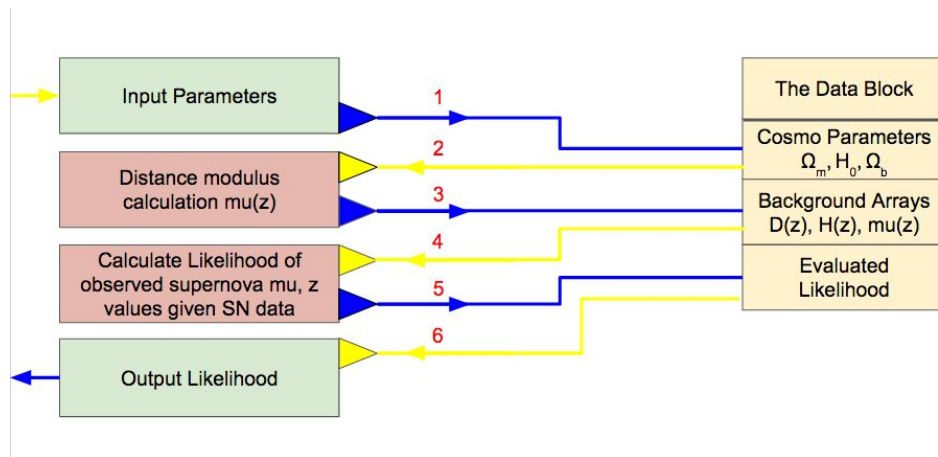 Input Parameters
1
The Data Block
2
Cosmo Parameters
Ωm, H0, Ωb
Distance modulus
calculation mu(z)
3
Background Arrays
D(z), H(z), mu(z)
4
Calculate Likelihood of
observed supernova mu, z
values given SN data
5
Evaluated
Likelihood
6
Output Likelihood